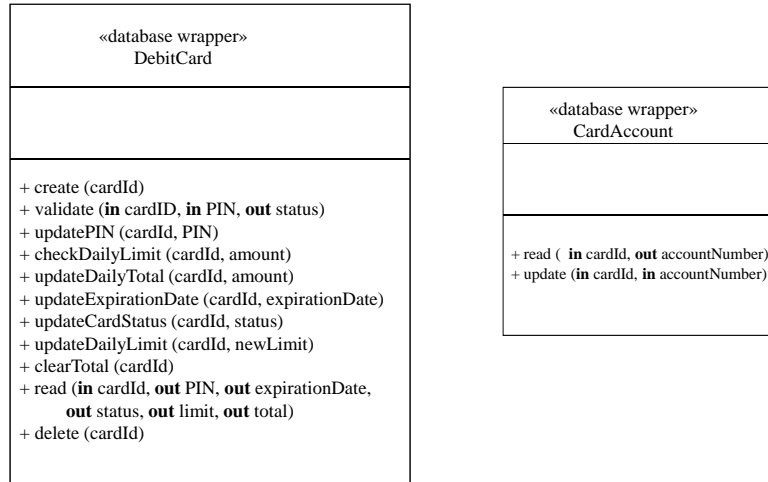 «database wrapper»
DebitCard
+ create (cardId)
+ validate (in cardID, in PIN, out status)
+ updatePIN (cardId, PIN)
+ checkDailyLimit (cardId, amount)
+ updateDailyTotal (cardId, amount)
+ updateExpirationDate (cardId, expirationDate)
+ updateCardStatus (cardId, status)
+ updateDailyLimit (cardId, newLimit)
+ clearTotal (cardId)
+ read (in cardId, out PIN, out expirationDate,
out status, out limit, out total)
+ delete (cardId)
«database wrapper»
CardAccount
+ read ( in cardId, out accountNumber)
+ update (in cardId, in accountNumber)